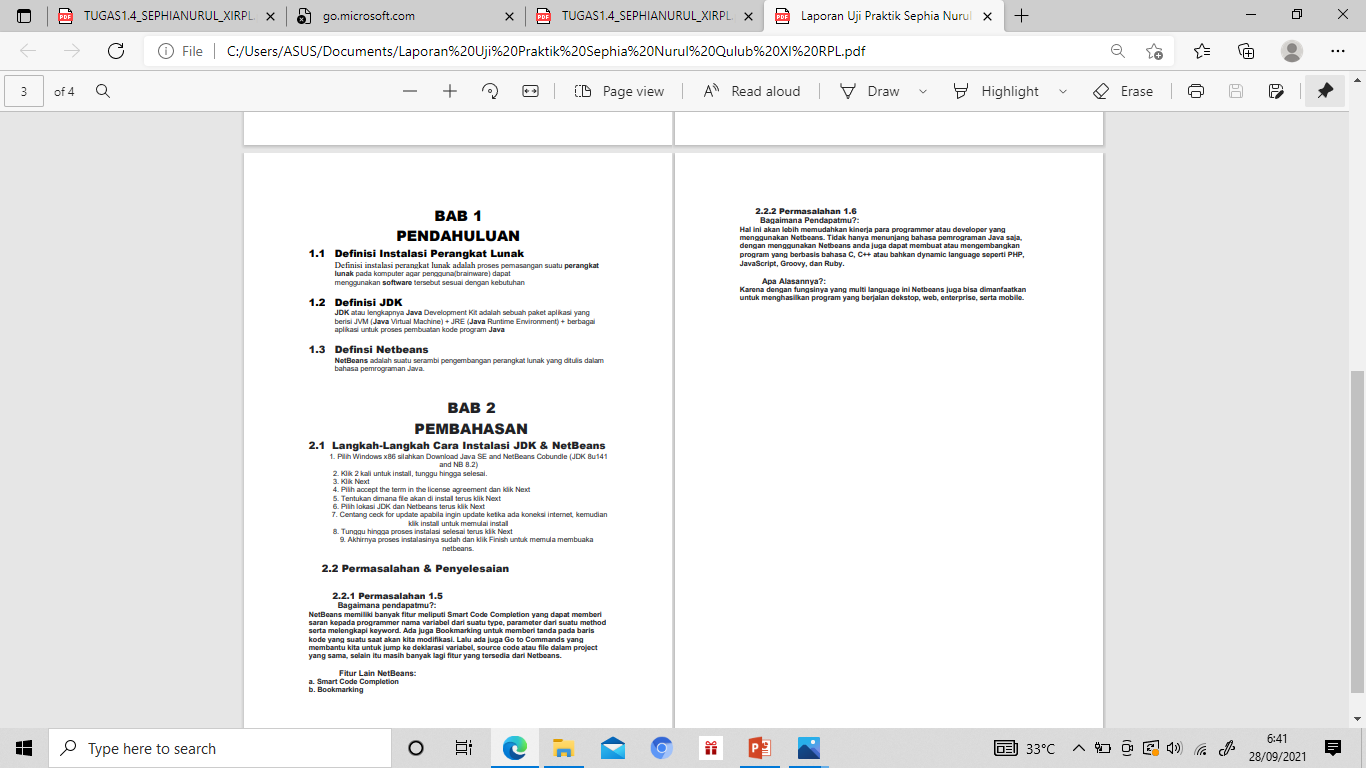 TUGAS1.4_SEPHIANURUL_XIRPL
go.microsoft.com
TUGAS1.4_SEPHIANURUL_XIRPL
Laporan Uji Praktik Sephia Nurul
File
C:/Users/ASUS/Documents/Laporan%20Uji%20Praktik%20Sephia%20Nurul%20Qulub%20XI%20RPL.pdf
3 of 4
Page view
Read aloud
Draw
Highlight
Erase
BAB 1
PENDAHULUAN
1.1 Definisi Instalasi Perangkat Lunak
Definisi instalasi perangkat lunak adalah proses pemasangan suatu perangkat
lunak pada komputer agar pengguna(brainware) dapat
menggunakan software tersebut sesuai dengan kebutuhan
1.2 Definisi JDK
JDK atau lengkapnya Java Development Kit adalah sebuah paket aplikasi yang
berisi JVM (Java Virtual Machine) + JRE (Java Runtime Environment) + berbagai
aplikasi untuk proses pembuatan kode program Java
1.3 Definsi Netbeans
NetBeans adalah suatu serambi pengembangan perangkat lunak yang ditulis dalam
bahasa pemrograman Java.
BAB 2
PEMBAHASAN
2.1 Langkah-Langkah Cara Instalasi JDK & NetBeans
1. Pilih Windows x86 silahkan Download Java SE and NetBeans Cobundle (JDK 8u141
and NB 8.2)
2. Klik 2 kali untuk install, tunggu hingga selesai.
3. Klik Next
4. Pilih accept the term in the license agreement dan klik Next
5. Tentukan dimana file akan di install terus klik Next
6. Pilih lokasi JDK dan Netbeans terus klik Next
7. Centang ceck for update apabila ingin update ketika ada koneksi internet, kemudian
klik install untuk memulai install
8. Tunggu hingga proses instalasi selesai terus klik Next
9. Akhirnya proses instalasinya sudah dan klik Finish untuk memula membuaka
netbeans.
2.2 Permasalahan & Penyelesaian
2.2.1 Permasalahan 1.5
Bagaimana pendapatmu?:
NetBeans memiliki banyak fitur meliputi Smart Code Completion yang dapat memberi
saran kepada programmer nama variabel dari suatu type, parameter dari suatu method
serta melengkapi keyword. Ada juga Bookmarking untuk memberi tanda pada baris
kode yang suatu saat akan kita modifikasi. Lalu ada juga Go to Commands yang
membantu kita untuk jump ke deklarasi variabel, source code atau file dalam project
yang sama, selain itu masih banyak lagi fitur yang tersedia dari Netbeans.
Fitur Lain NetBeans:
a. Smart Code Completion
b. Bookmarking
2.2.2 Permasalahan 1.6
Bagaimana Pendapatmu?:
Hal ini akan lebih memudahkan kinerja para programmer atau developer yang
menggunakan Netbeans. Tidak hanya menunjang bahasa pemrograman Java saja,
dengan menggunakan Netbeans anda juga dapat membuat atau mengembangkan
program yang berbasis bahasa C, C++ atau bahkan dynamic language seperti PHP,
JavaScript, Groovy, dan Ruby.
Apa Alasannya?:
Karena dengan fungsinya yang multi language ini Netbeans juga bisa dimanfaatkan
untuk menghasilkan program yang berjalan dekstop, web, enterprise, serta mobile.
Type here to search
33°C
6:41
28/09/2021